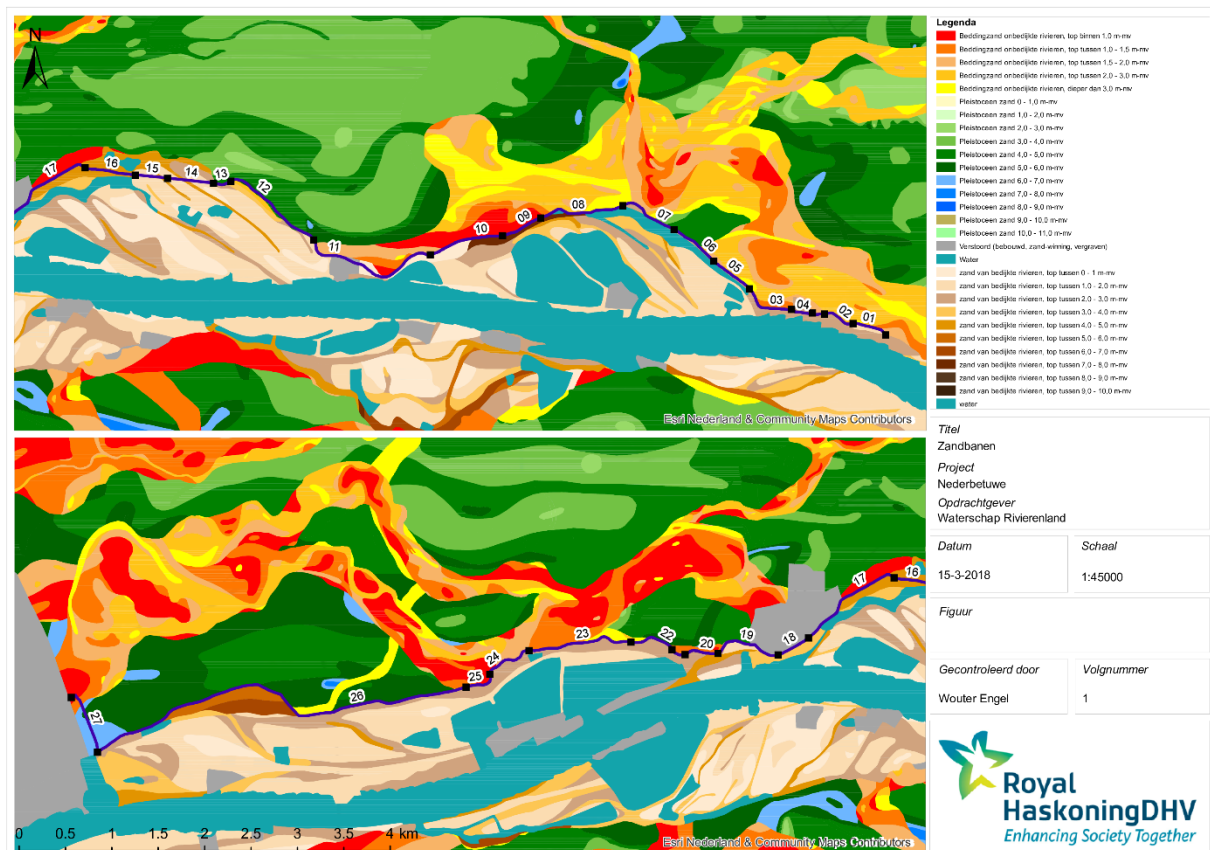 N
17
16
15
14
13
12
11
10
09
08
07
06
05
03
04
02
01
Esri Nederland & Community Maps Contributors
17
16
18
19
20
22
23
24
25
26
27
0 0.5 1 1.5 2 2.5 3 3.5 4 km
Esri Nederland & Community Maps Contributors
Legenda
Beddingzand onbedijkte rivieren, top binnen 1,0 m-mv
Beddingzand onbedijkte rivieren, top tussen 1,0 - 1,5 m-mv
Beddingzand onbedijkte rivieren, top tussen 1,5 - 2,0 m-mv
Beddingzand onbedijkte rivieren, top tussen 2,0 - 3,0 m-mv
Beddingzand onbedijkte rivieren, dieper dan 3,0 m-mv
Pleistoceen zand 0 - 1,0 m-mv
Pleistoceen zand 1,0 - 2,0 m-mv
Pleistoceen zand 2,0 - 3,0 m-mv
Pleistoceen zand 3,0 - 4,0 m-mv
Pleistoceen zand 4,0 - 5,0 m-mv
Pleistoceen zand 5,0 - 6,0 m-mv
Pleistoceen zand 6,0 - 7,0 m-mv
Pleistoceen zand 7,0 - 8,0 m-mv
Pleistoceen zand 8,0 - 9,0 m-mv
Pleistoceen zand 9,0 - 10,0 m-mv
Pleistoceen zand 10,0 - 11,0 m-mv
Verstoord (bebouwd, zand-winning, vergraven)
Water
zand van bedijkte rivieren, top tussen 0 - 1 m-mv
zand van bedijkte rivieren, top tussen 1,0 - 2,0 m-mv
zand van bedijkte rivieren, top tussen 2,0 - 3,0 m-mv
zand van bedijkte rivieren, top tussen 3,0 - 4,0 m-mv
zand van bedijkte rivieren, top tussen 4,0 - 5,0 m-mv
zand van bedijkte rivieren, top tussen 5,0 - 6,0 m-mv
zand van bedijkte rivieren, top tussen 6,0 - 7,0 m-mv
zand van bedijkte rivieren, top tussen 7,0 - 8,0 m-mv
zand van bedijkte rivieren, top tussen 8,0 - 9,0 m-mv
zand van bedijkte rivieren, top tussen 9,0 - 10,0 m-mv
water
Titel
Zandbanen
Project
Nederbetuwe
Opdrachtgever
Waterschap Rivierenland
Datum
15-3-2018
Schaal
1:45000
Figuur
Gecontroleerd door
Wouter Engel
Volgnummer
1
Royal
HaskoningDHV
Enhancing Society Together